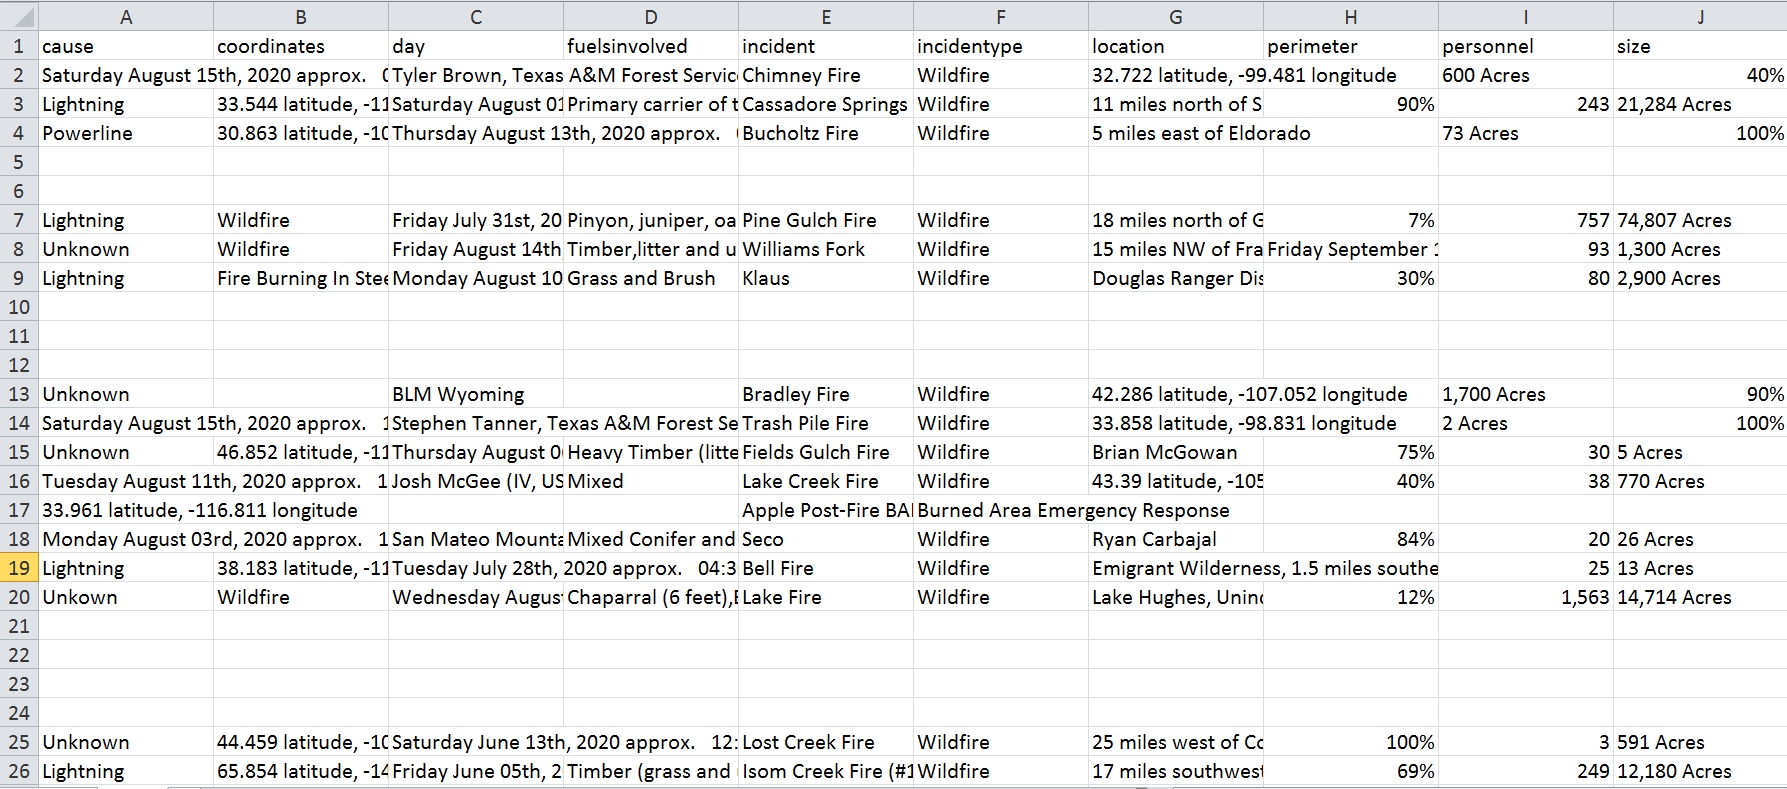 A B C D E F G H I J
1 cause coordinates day fuelsinvolved incident incidentype location perimeter personnel size
2 Saturday August 15th, 2020 approx. Tyler Brown, Texas A&M Forest Servic Chimney Fire Wildfire 32.722 latitude, -99.481 longitude 600 Acres 40%
3 Lightning 33.544 latitude, -11 Saturday August 01 Primary carrier of t Cassadore Springs Wildfire 11 miles north of S 90% 243 21,284 Acres
4 Powerline 30.863 latitude, -10 Thursday August 13th, 2020 approx. Bucholtz Fire Wildfire 5 miles east of Eldorado 73 Acres 100%
5
6
7 Lightning Wildfire Friday July 31st, 20 Pinyon, juniper, oa Pine Gulch Fire Wildfire 18 miles north of G 7% 757 74,807 Acres
8 Unknown Wildfire Friday August 14th Timber,litter and u Williams Fork Wildfire 15 miles NW of Fra Friday September 1 93 1,300 Acres
9 Lightning Fire Burning In Stee Monday August 10 Grass and Brush Klaus Wildfire Douglas Ranger Dis 30% 80 2,900 Acres
10
11
12
13 Unknown BLM Wyoming Bradley Fire Wildfire 42.286 latitude, -107.052 longitude 1,700 Acres 90%
14 Saturday August 15th, 2020 approx. 1 Stephen Tanner, Texas A&M Forest Se Trash Pile Fire Wildfire 33.858 latitude, -98.831 longitude 2 Acres 100%
15 Unknown 46.852 latitude, -11 Thursday August 0 Heavy Timber (litte Fields Gulch Fire Wildfire Brian McGowan 75% 30 5 Acres
16 Tuesday August 11th, 2020 approx. 1 Josh McGee (IV, US Mixed Lake Creek Fire Wildfire 43.39 latitude, -105 40% 38 770 Acres
17 33.961 latitude, -116.811 longitude Apple Post-Fire BA Burned Area Emergency Response
18 Monday August 03rd, 2020 approx. 1 San Mateo Mounta Mixed Conifer and Seco Wildfire Ryan Carbajal 84% 20 26 Acres
19 Lightning 38.183 latitude, -11 Tuesday July 28th, 2020 approx. 04:3 Bell Fire Wildfire Emigrant Wilderness, 1.5 miles southe 25 13 Acres
20 Unkown Wildfire Wednesday Augus Chaparral (6 feet), Lake Fire Wildfire Lake Hughes, Unin 12% 1,563 14,714 Acres
21
22
23
24
25 Unknown 44.459 latitude, -10 Saturday June 13th, 2020 approx. 12: Lost Creek Fire Wildfire 25 miles west of Co 100% 3 591 Acres
26 Lightning 65.854 latitude, -14 Friday June 05th, 2 Timber (grass and Isom Creek Fire (#1 Wildfire 17 miles southwest 69% 249 12,180 Acres